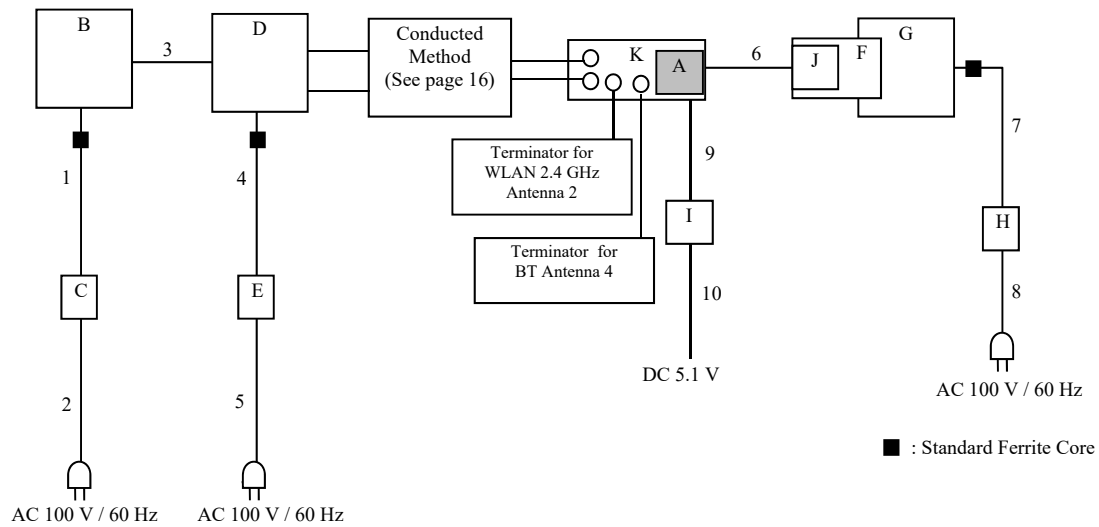 B
3
D
Conducted
Method
(See page 16)
K
A
6
J
F
G
1
4
Terminator for
WLAN 2.4 GHz
Antenna 2
9
7
I
H
Terminator for
BT Antenna 4
C
E
10
8
DC 5.1 V
AC 100 V / 60 Hz
2
5
: Standard Ferrite Core
AC 100 V / 60 Hz
AC 100 V / 60 Hz